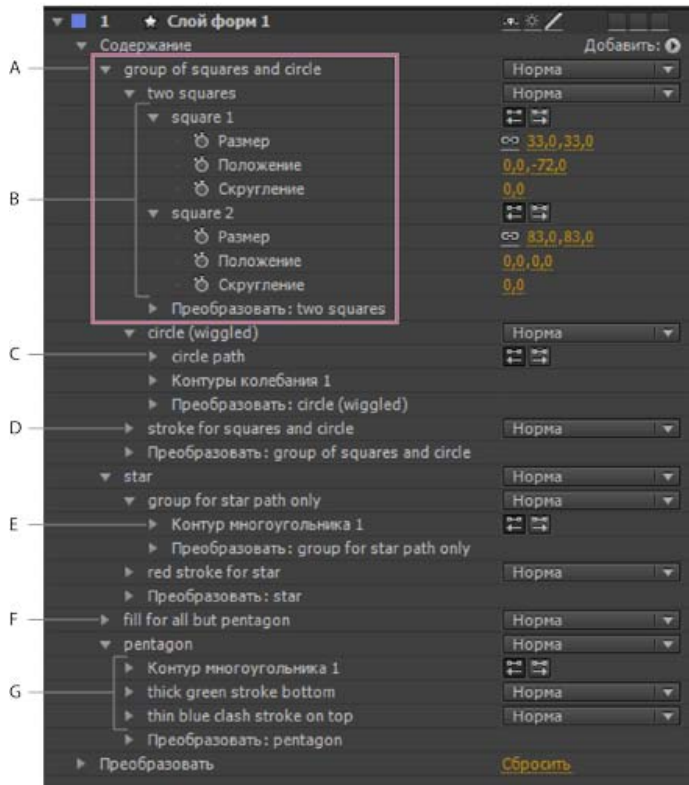 1 Слой форм 1
Содержание Добавить:
A group of squares and circle Норма
two squares Норма
square 1
Размер 33,0,33,0
Положение 0,0,-72,0
B Скругление 0,0
square 2
Размер 83,0,83,0
Положение 0,0,0,0
Скругление 0,0
Преобразовать: two squares
circle (wiggled) Норма
C circle path
Контуры колебания 1
Преобразовать: circle (wiggled)
D stroke for squares and circle Норма
Преобразовать: group of squares and circle
star Норма
group for star path only Норма
E Контур многоугольника 1
Преобразовать: group for star path only
red stroke for star Норма
Преобразовать: star
F fill for all but pentagon Норма
pentagon Норма
Контур многоугольника 1
G thick green stroke bottom Норма
thin blue clash stroke on top Норма
Преобразовать: pentagon
Преобразовать Сбросить